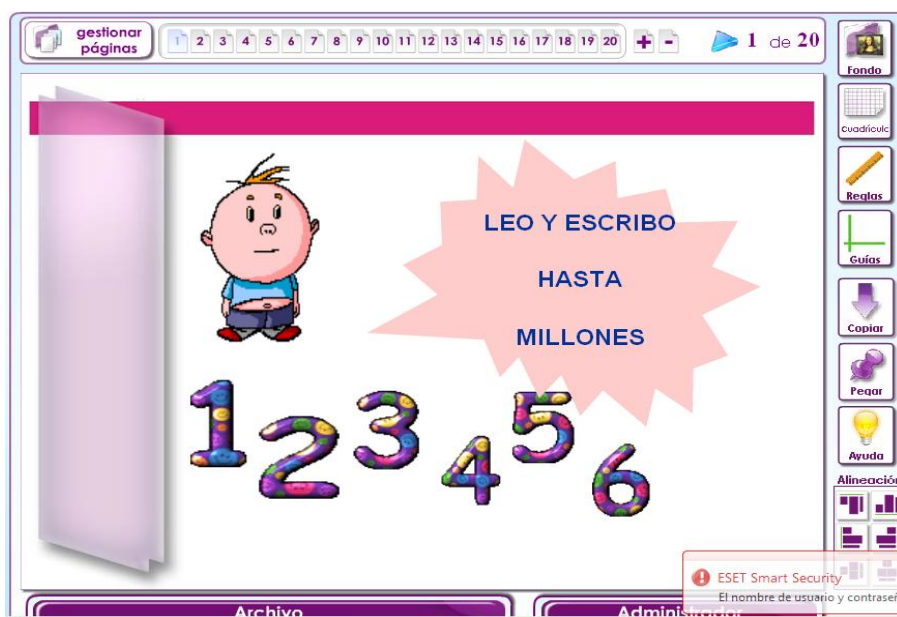 gestionar
páginas
1 2 3 4 5 6 7 8 9 10 11 12 13 14 15 16 17 18 19 20
+ -
1 de 20
Fondo
Cuadrícula
Reglas
Guías
Copiar
Pegar
Ayuda
Alineación
LEO Y ESCRIBO
HASTA
MILLONES
1 2 3 4 5 6
ESET Smart Security
El nombre de usuario y contraseñ
Archivo
Administrador